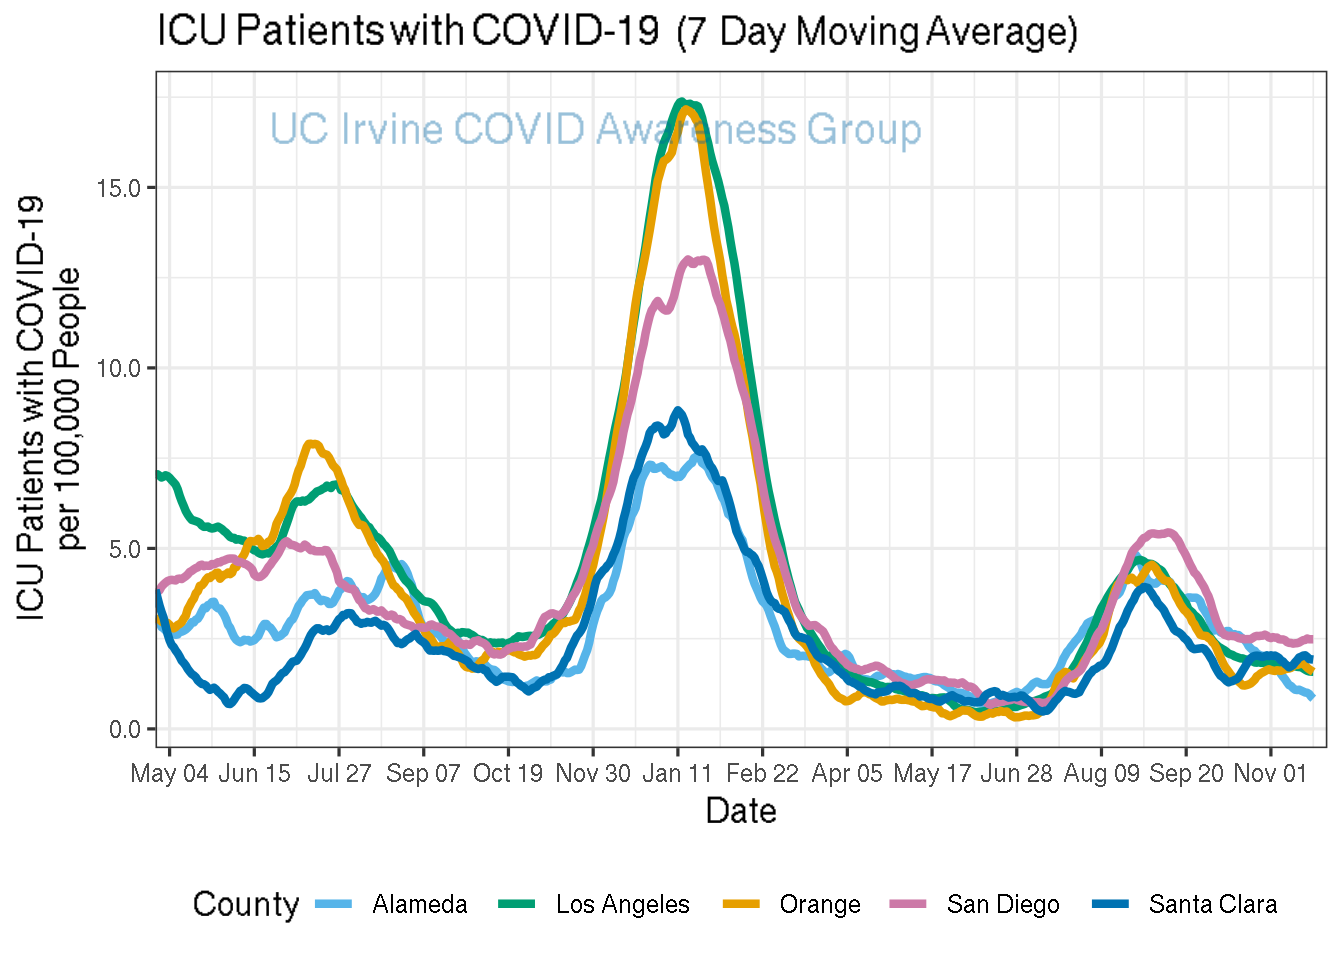 ICU Patients with COVID-19 (7 Day Moving Average)
UC Irvine COVID Awareness Group
ICU Patients with COVID-19
per 100,000 People
15.0
10.0
5.0
0.0
May 04 Jun 15 Jul 27 Sep 07 Oct 19 Nov 30 Jan 11 Feb 22 Apr 05 May 17 Jun 28 Aug 09 Sep 20 Nov 01
Date
County Alameda Los Angeles Orange San Diego Santa Clara